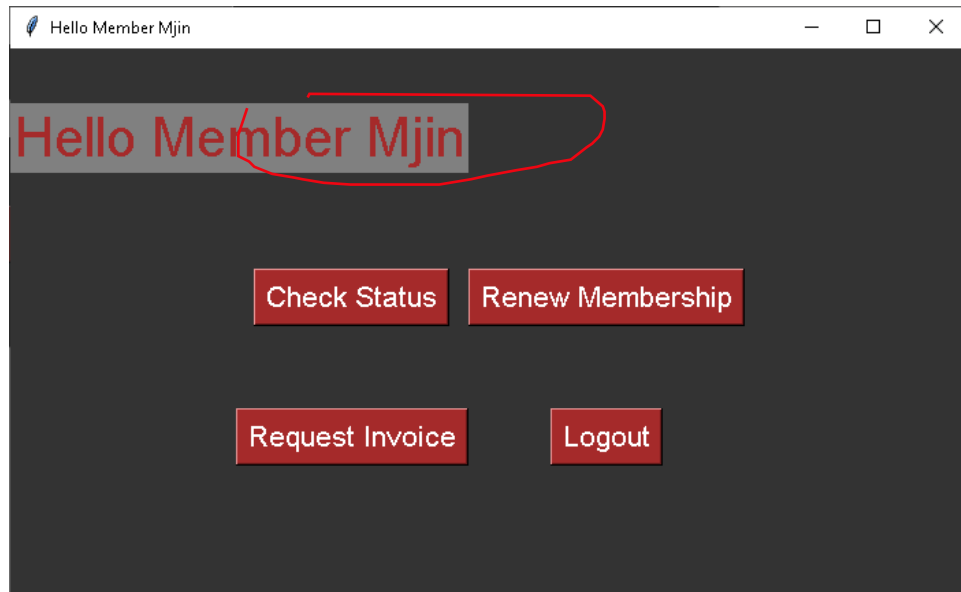 Hello Member Mjin
Hello Member Mjin
Check Status Renew Membership
Request Invoice Logout